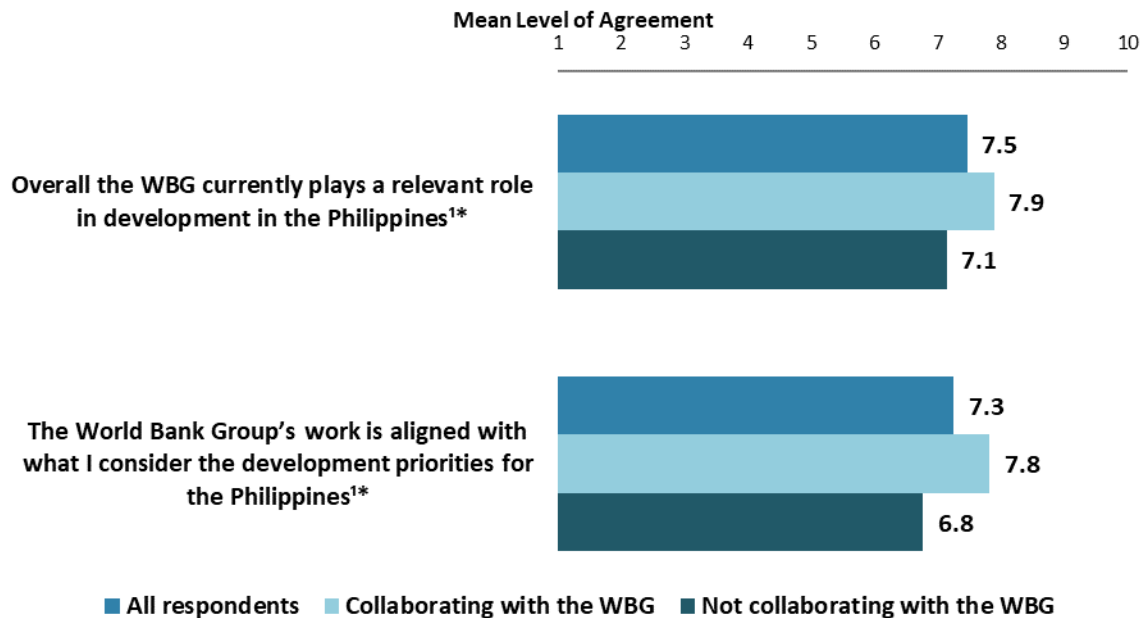 Mean Level of Agreement
1 2 3 4 5 6 7 8 9 10
7.5
Overall the WBG currently plays a relevant role
in development in the Philippines¹*
7.9
7.1
7.3
The World Bank Group’s work is aligned with
what I consider the development priorities for
the Philippines¹*
7.8
6.8
All respondents Collaborating with the WBG Not collaborating with the WBG